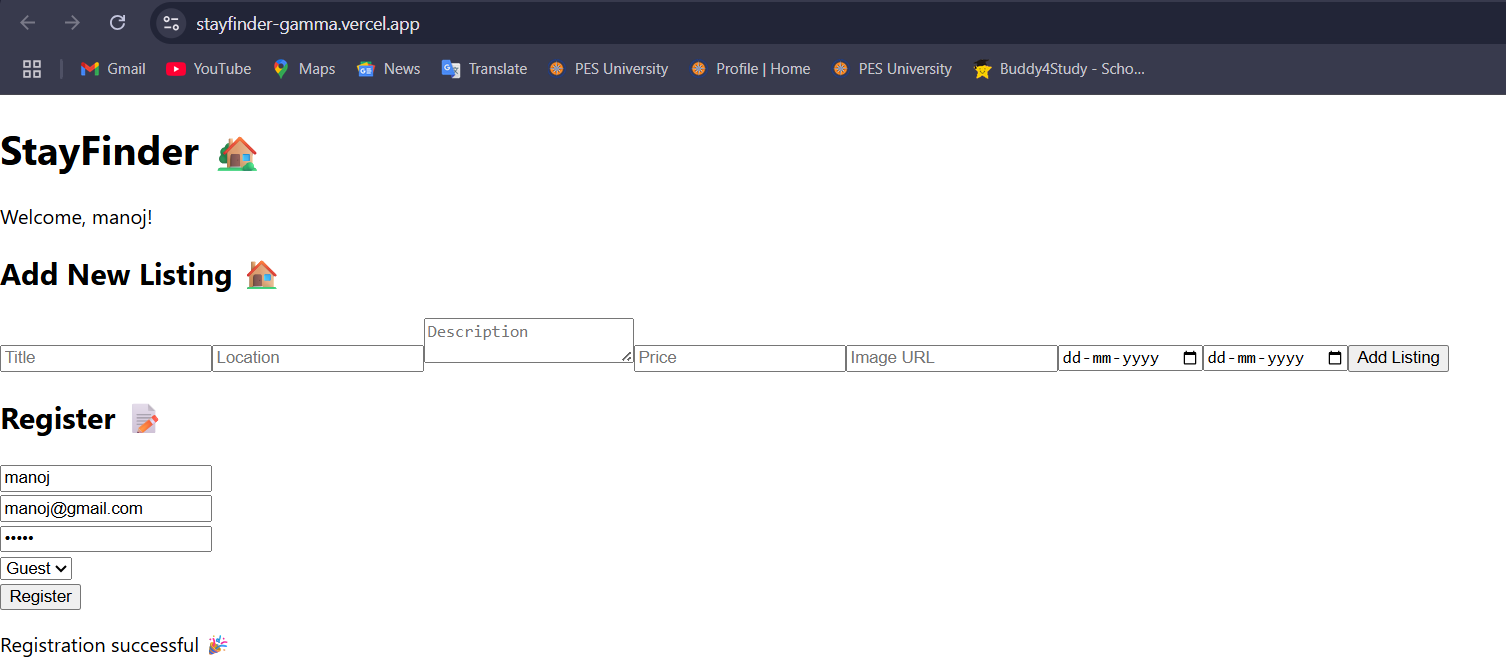 stayfinder-gamma.vercel.app
Gmail YouTube Maps News Translate PES University Profile | Home PES University Buddy4Study - Scho...
StayFinder 🏡
Welcome, manoj!
Add New Listing 🏠
Title Location Description Price Image URL dd-mm-yyyy dd-mm-yyyy Add Listing
Register 📝
manoj
manoj@gmail.com
•••••
Guest
Register
Registration successful 🎉